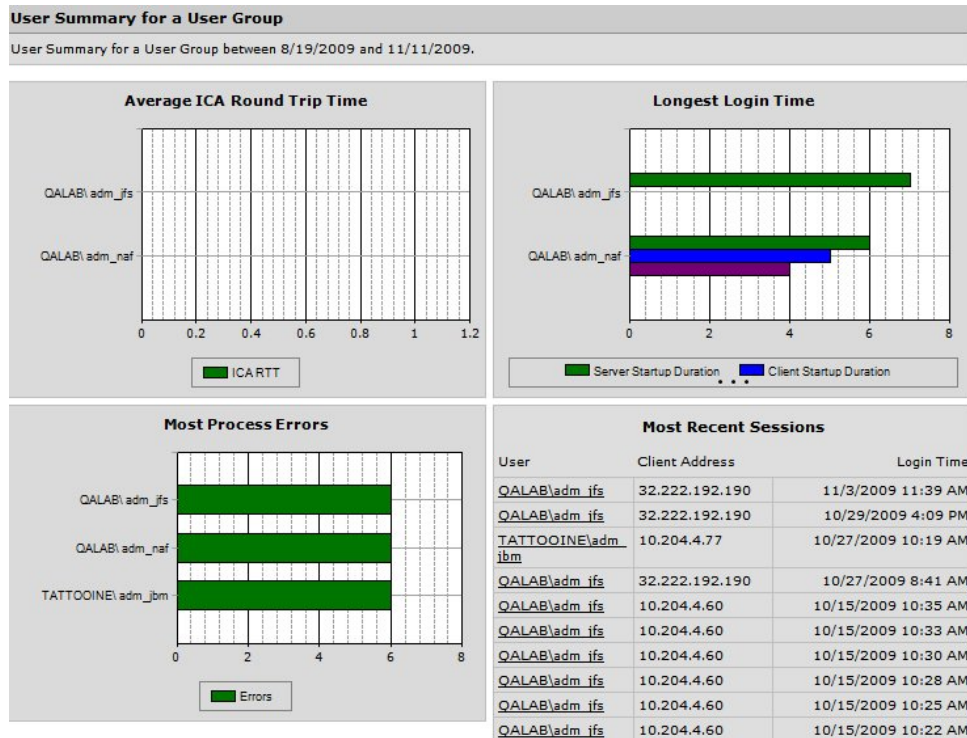 User Summary for a User Group
User Summary for a User Group between 8/19/2009 and 11/11/2009.
Average ICA Round Trip Time
QALAB\adm_jfs
QALAB\adm_naf
0 0.2 0.4 0.6 0.8 1 1.2
ICA RTT
Longest Login Time
QALAB\adm_jfs
QALAB\adm_naf
0 2 4 6 8
Server Startup Duration Client Startup Duration
...
Most Process Errors
QALAB\adm_jfs
QALAB\adm_naf
TATTOOINE\adm_jbm
0 2 4 6 8
Errors
Most Recent Sessions
User Client Address Login Time
QALAB\adm_jfs 32.222.192.190 11/3/2009 11:39 AM
QALAB\adm_jfs 32.222.192.190 10/29/2009 4:09 PM
TATTOOINE\adm_ 10.204.4.77 10/27/2009 10:19 AM
jbm
QALAB\adm_jfs 32.222.192.190 10/27/2009 8:41 AM
QALAB\adm_jfs 10.204.4.60 10/15/2009 10:35 AM
QALAB\adm_jfs 10.204.4.60 10/15/2009 10:33 AM
QALAB\adm_jfs 10.204.4.60 10/15/2009 10:30 AM
QALAB\adm_jfs 10.204.4.60 10/15/2009 10:28 AM
QALAB\adm_jfs 10.204.4.60 10/15/2009 10:25 AM
QALAB\adm_jfs 10.204.4.60 10/15/2009 10:22 AM